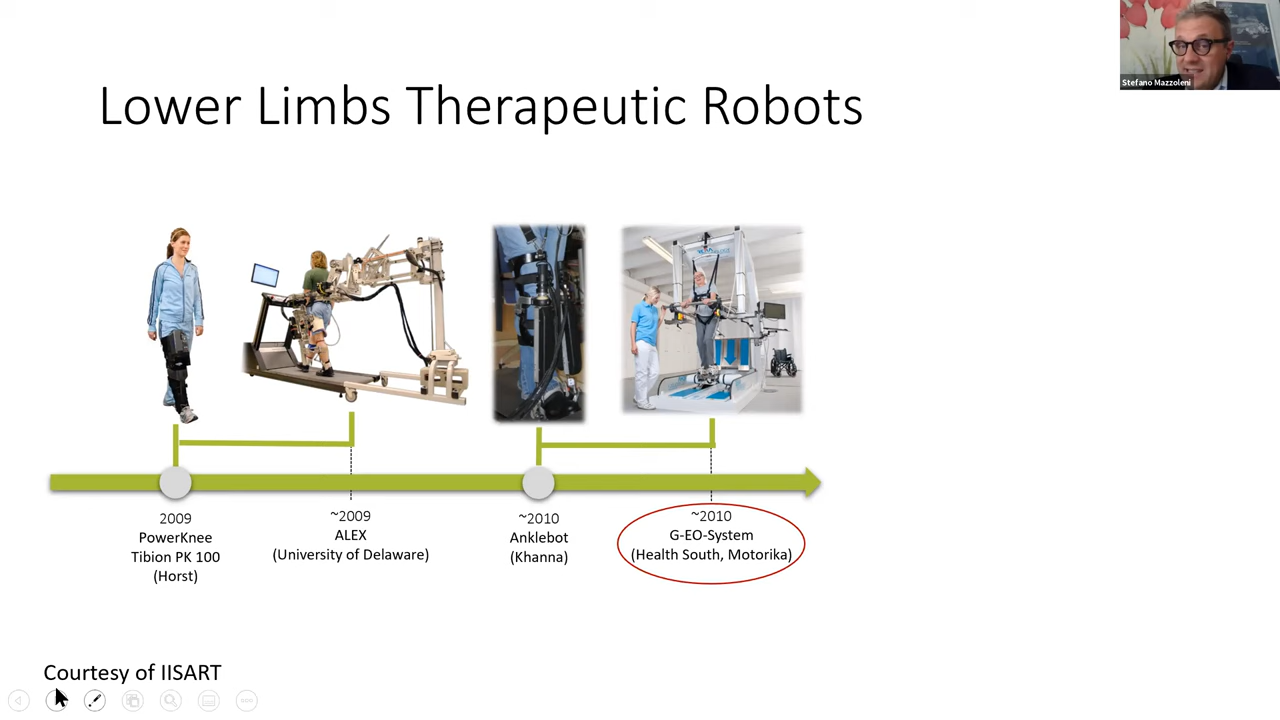 Stefano Mazzoleni
Lower Limbs Therapeutic Robots
2009
PowerKnee
Tibion PK 100
(Horst)
~2009
ALEX
(University of Delaware)
~2010
Anklebot
(Khanna)
~2010
G-EO-System
(Health South, Motorika)
Courtesy of IISART